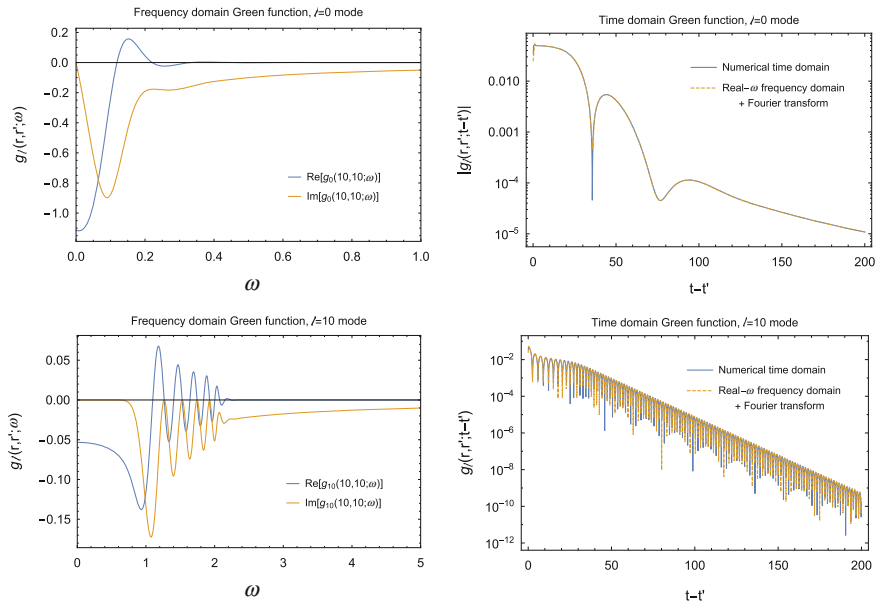 Frequency domain Green function, l=0 mode
0.2
0.0
−0.2
−0.4
−0.6
−0.8
−1.0
g_l(r,r';ω)
Re[g₀(10,10;ω)]
Im[g₀(10,10;ω)]
0.0
0.2
0.4
0.6
0.8
1.0
ω
Time domain Green function, l=0 mode
0.010
0.001
10⁻⁴
10⁻⁵
|g_l(r,r';t−t')|
Numerical time domain
Real−ω frequency domain
+ Fourier transform
0
50
100
150
200
t−t'
Frequency domain Green function, l=10 mode
0.05
0.00
−0.05
−0.10
−0.15
g_l(r,r';ω)
Re[g₁₀(10,10;ω)]
Im[g₁₀(10,10;ω)]
0
1
2
3
4
5
ω
Time domain Green function, l=10 mode
10⁻²
10⁻⁴
10⁻⁶
10⁻⁸
10⁻¹⁰
10⁻¹²
g_l(r,r';t−t')
Numerical time domain
Real−ω frequency domain
+ Fourier transform
0
50
100
150
200
t−t'